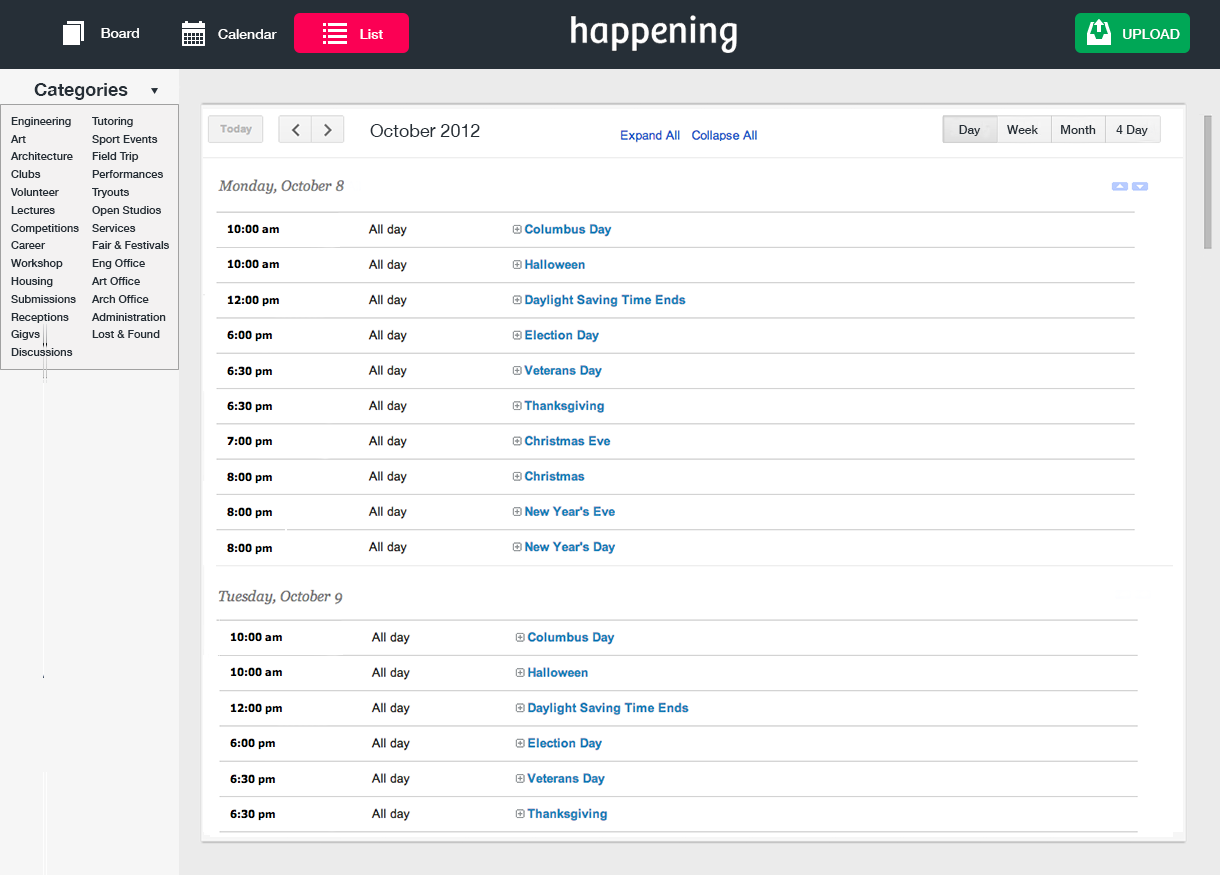 Board Calendar List happening UPLOAD
Categories ▼
Engineering Tutoring
Art Sport Events
Architecture Field Trip
Clubs Performances
Volunteer Tryouts
Lectures Open Studios
Competitions Services
Career Fair & Festivals
Workshop Eng Office
Housing Art Office
Submissions Arch Office
Receptions Administration
Gigvs Lost & Found
Discussions
Today October 2012 Expand All Collapse All Day Week Month 4 Day
Monday, October 8
10:00 am All day Columbus Day
10:00 am All day Halloween
12:00 pm All day Daylight Saving Time Ends
6:00 pm All day Election Day
6:30 pm All day Veterans Day
6:30 pm All day Thanksgiving
7:00 pm All day Christmas Eve
8:00 pm All day Christmas
8:00 pm All day New Year's Eve
8:00 pm All day New Year's Day
Tuesday, October 9
10:00 am All day Columbus Day
10:00 am All day Halloween
12:00 pm All day Daylight Saving Time Ends
6:00 pm All day Election Day
6:30 pm All day Veterans Day
6:30 pm All day Thanksgiving